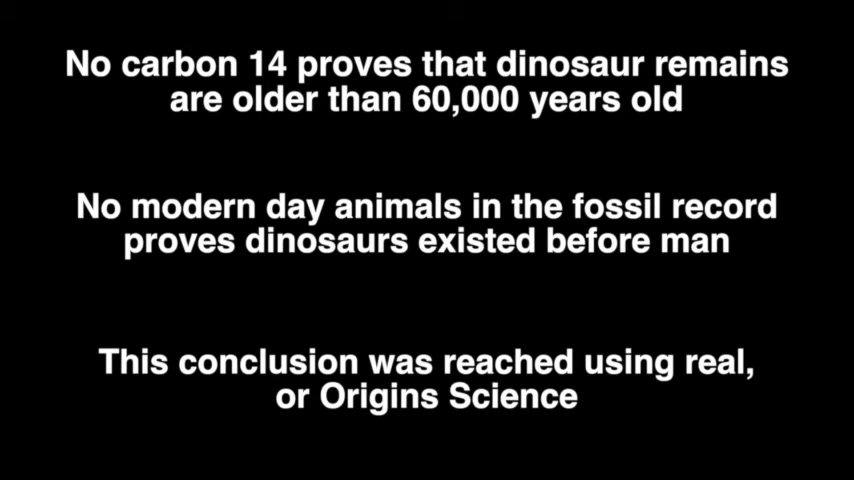 No carbon 14 proves that dinosaur remains
are older than 60,000 years old
No modern day animals in the fossil record
proves dinosaurs existed before man
This conclusion was reached using real,
or Origins Science